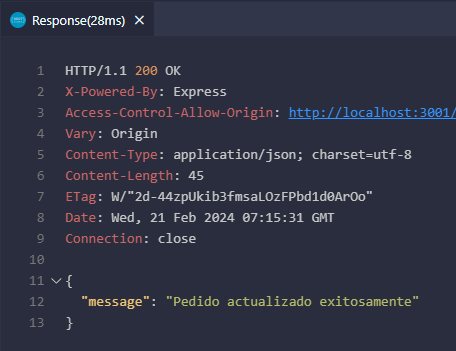 Response(28ms) ×
1 HTTP/1.1 200 OK
2 X-Powered-By: Express
3 Access-Control-Allow-Origin: http://localhost:3001/
4 Vary: Origin
5 Content-Type: application/json; charset=utf-8
6 Content-Length: 45
7 ETag: W/"2d-44zpUkib3fmsaLOzFPbd1d0ArOo"
8 Date: Wed, 21 Feb 2024 07:15:31 GMT
9 Connection: close
10
11 {
12 "message": "Pedido actualizado exitosamente"
13 }